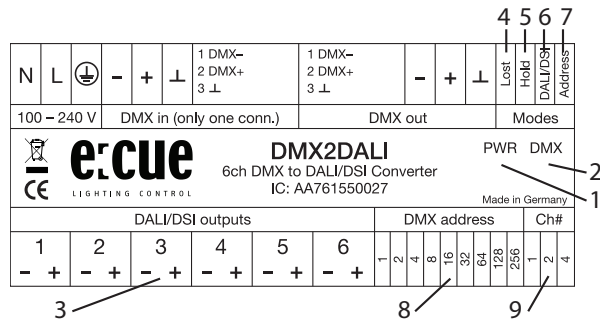 4 5 6 7
N L - + ⊥ 1 DMX– 2 DMX+ 3 ⊥ 1 DMX– 2 DMX+ 3 ⊥ - + ⊥ Lost Hold DALI/DSI Address
100 – 240 V DMX in (only one conn.) DMX out Modes
e:cue DMX2DALI PWR DMX
6ch DMX to DALI/DSI Converter 2
LIGHTING CONTROL IC: AA761550027 1
CE Made in Germany
DALI/DSI outputs DMX address Ch#
1 2 3 4 5 6 1 2 4 8 16 32 64 128 256 1 2 4
- + - + - + - + - + - +
3 8 9